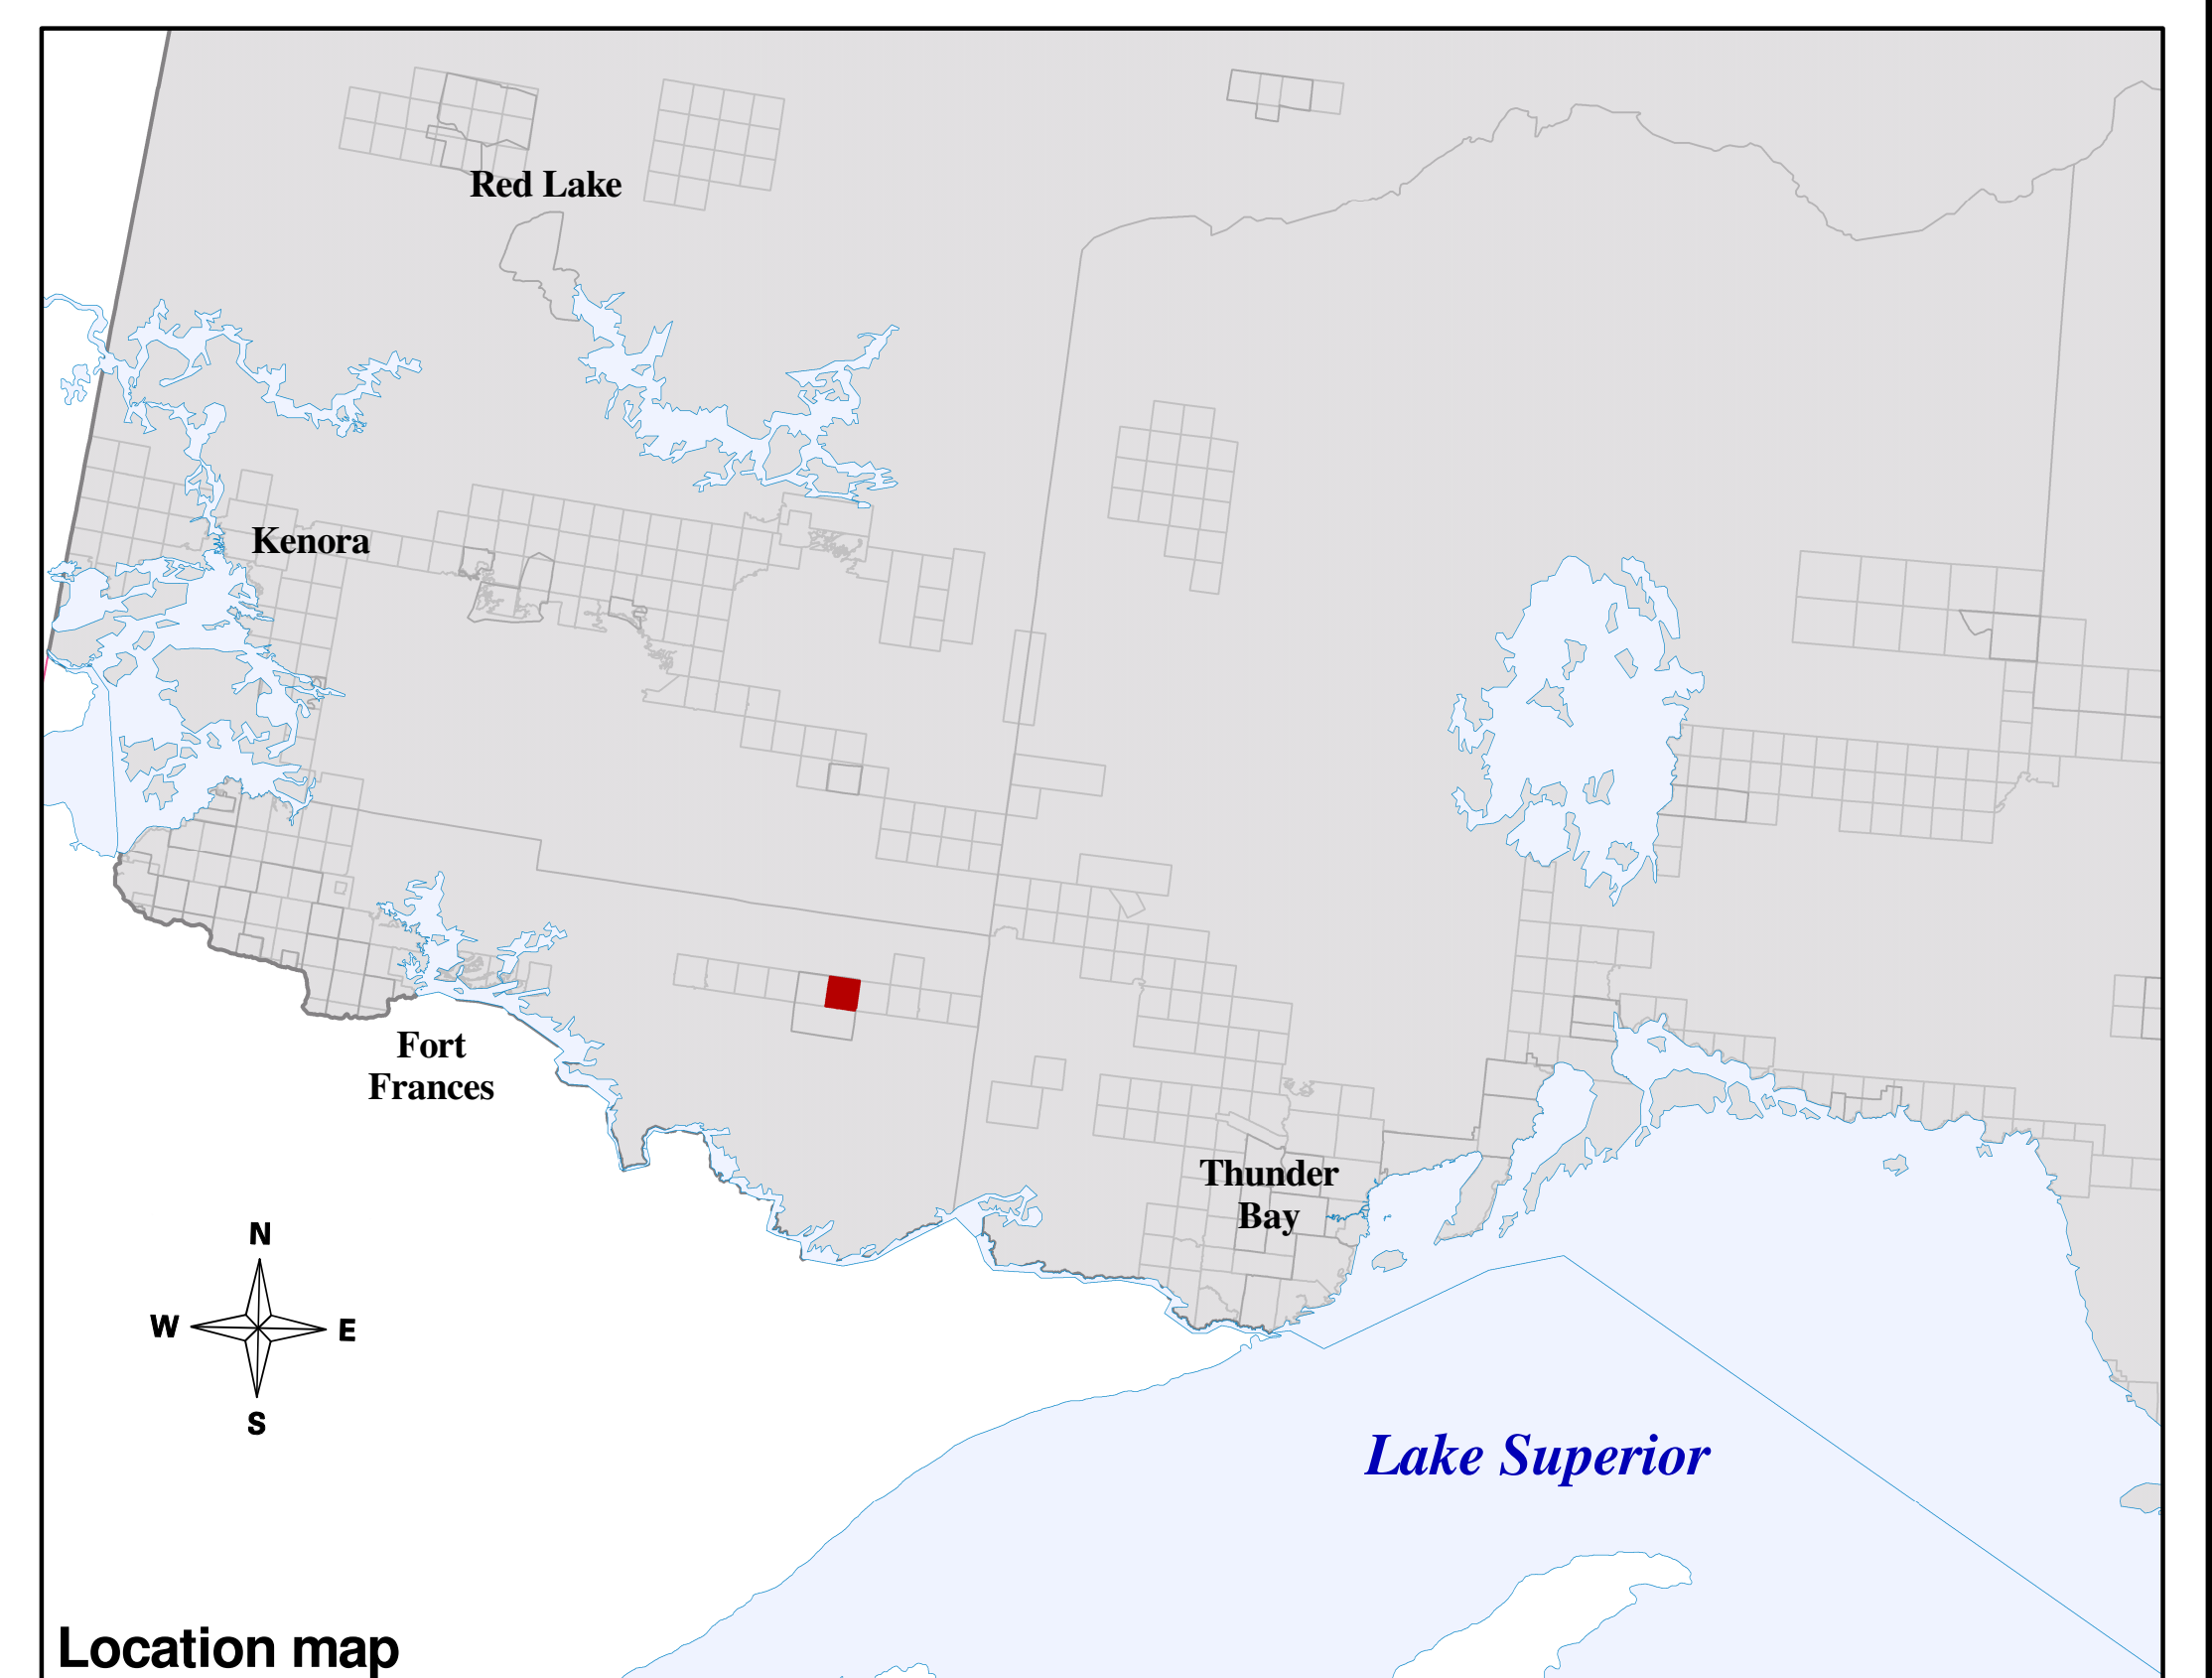 Red Lake
Kenora
Fort
Frances
Thunder
Bay
N
W
E
S
Lake Superior
Location map